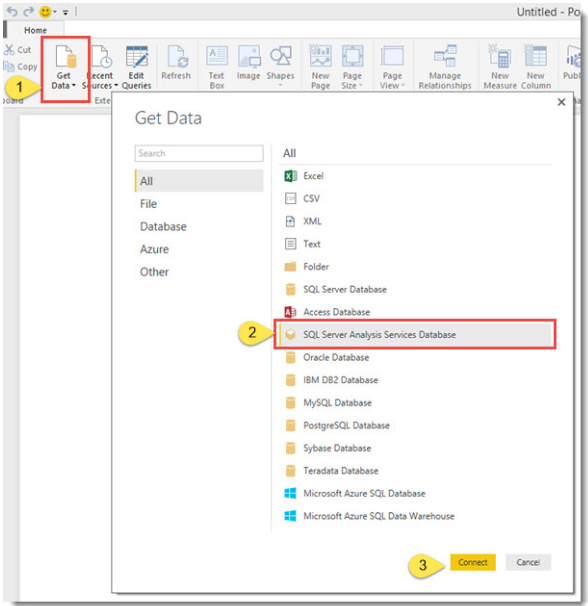 Untitled - Po
Home
Cut
Copy
Get Data
Recent Sources
Edit Queries
Refresh
Text Box
Image
Shapes
New Page
Page Size
Page View
Manage Relationships
New Measure
New Column
Publ
1
oard
Exte
Get Data
Search
All
File
Database
Azure
Other
All
Excel
CSV
XML
Text
Folder
SQL Server Database
Access Database
2
SQL Server Analysis Services Database
Oracle Database
IBM DB2 Database
MySQL Database
PostgreSQL Database
Sybase Database
Teradata Database
Microsoft Azure SQL Database
Microsoft Azure SQL Data Warehouse
3
Connect
Cancel